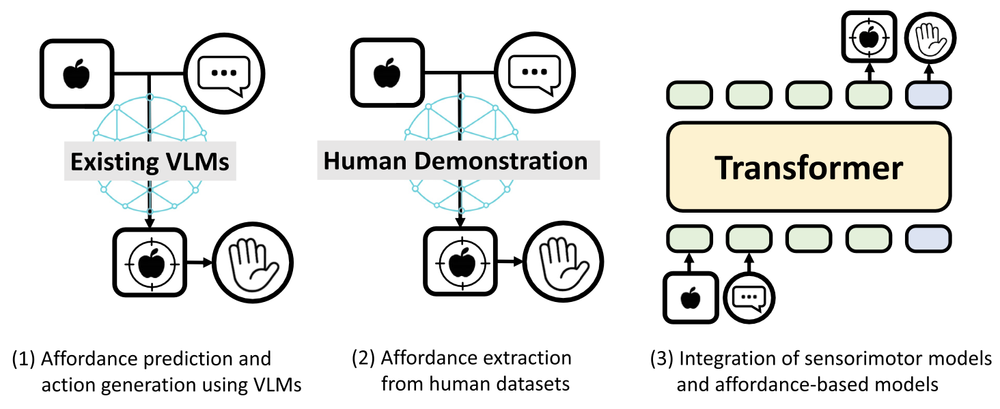 Existing VLMs
Human Demonstration
Transformer
(1) Affordance prediction and
action generation using VLMs
(2) Affordance extraction
from human datasets
(3) Integration of sensorimotor models
and affordance-based models